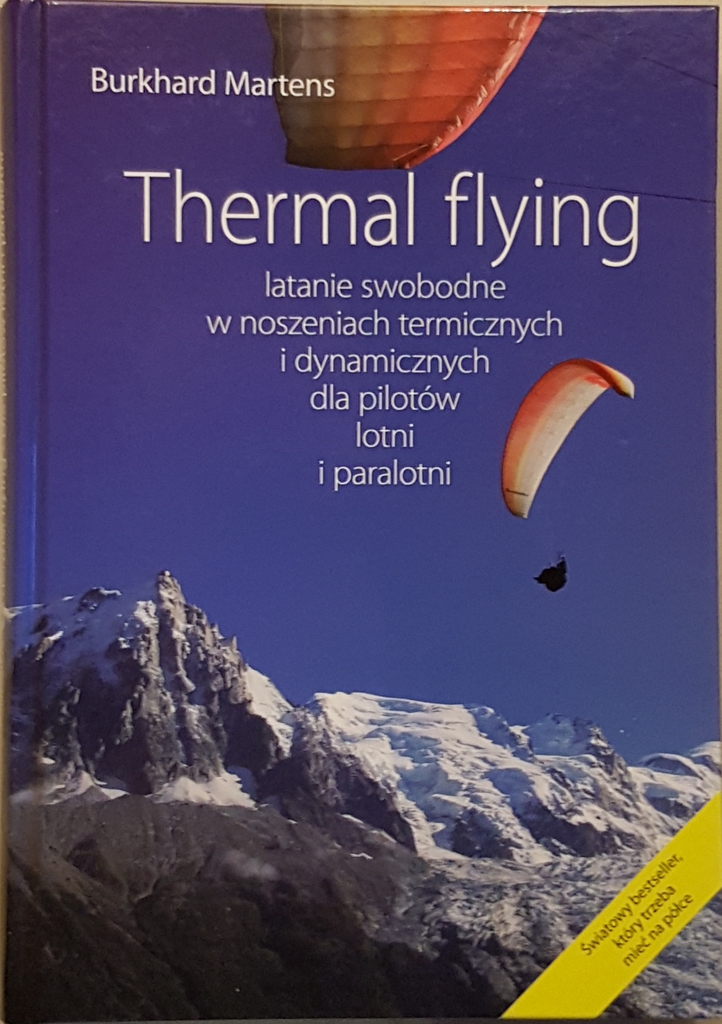 Burkhard Martens
Thermal flying
latanie swobodne
w noszeniach termicznych
i dynamicznych
dla pilotów
lotni
i paralotni
Światowy bestseller,
który trzeba
mieć na półce